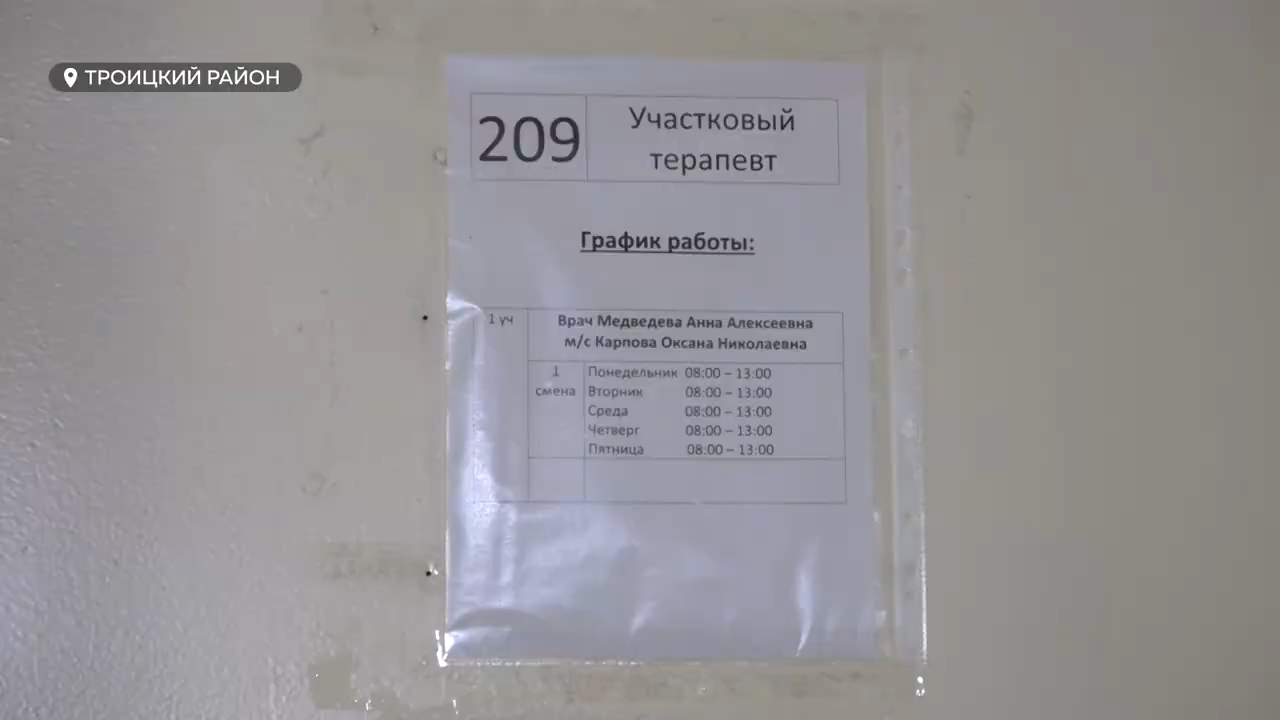 ТРОИЦКИЙ РАЙОН
209
Участковый
терапевт
График работы:
1 уч
Врач Медведева Анна Алексеевна
м/с Карпова Оксана Николаевна
1
смена
Понедельник 08:00 – 13:00
Вторник 08:00 – 13:00
Среда 08:00 – 13:00
Четверг 08:00 – 13:00
Пятница 08:00 – 13:00